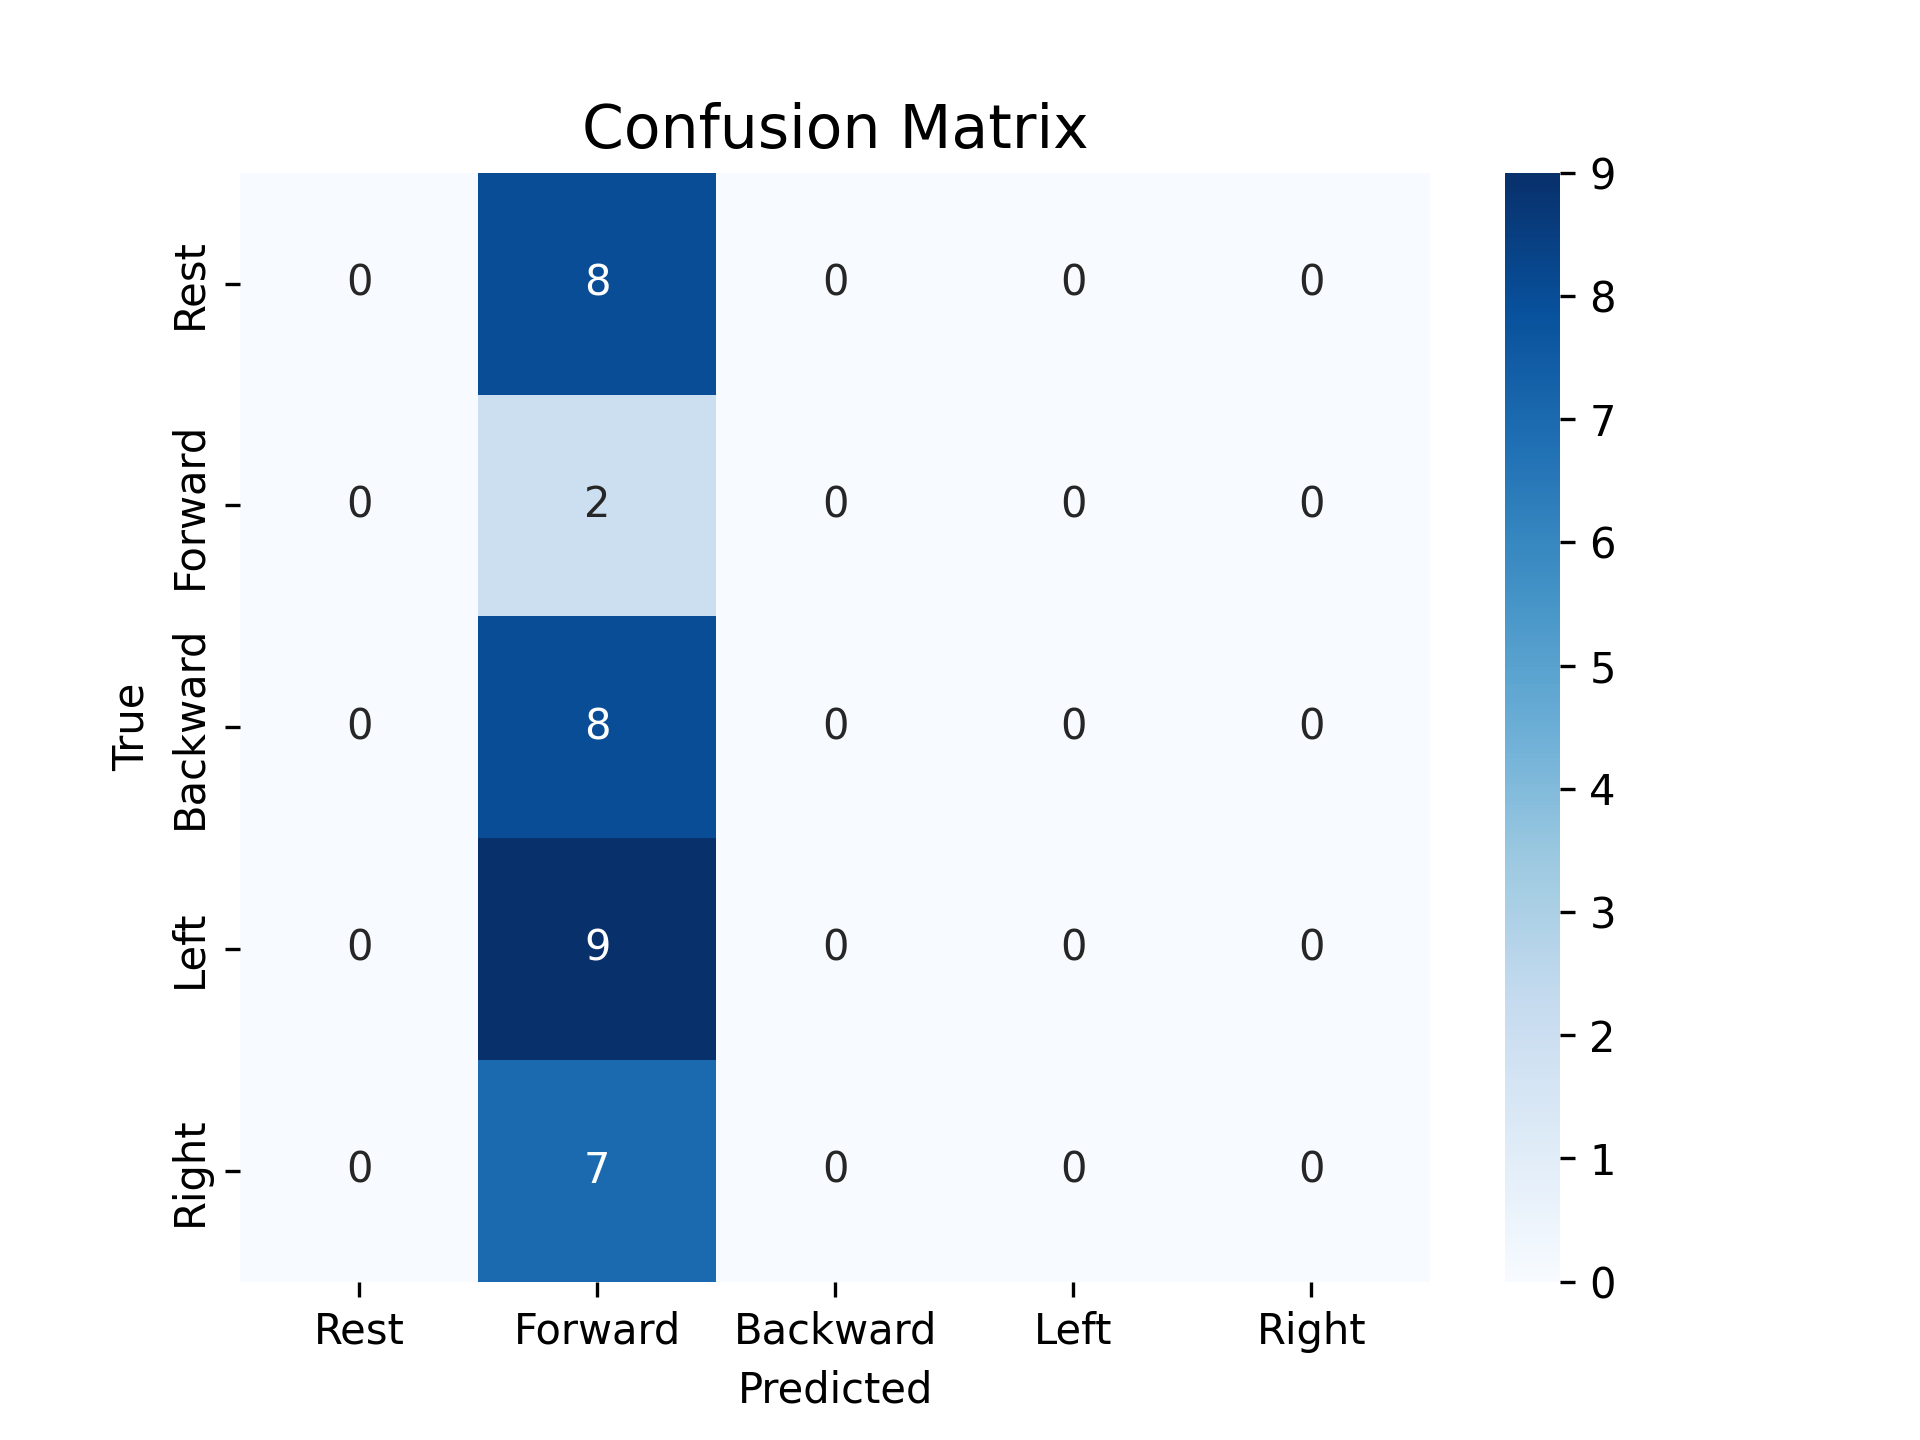 Confusion Matrix
Rest 0 8 0 0 0
Forward 0 2 0 0 0
Backward 0 8 0 0 0
Left 0 9 0 0 0
Right 0 7 0 0 0
True
Rest Forward Backward Left Right
Predicted
9
8
7
6
5
4
3
2
1
0